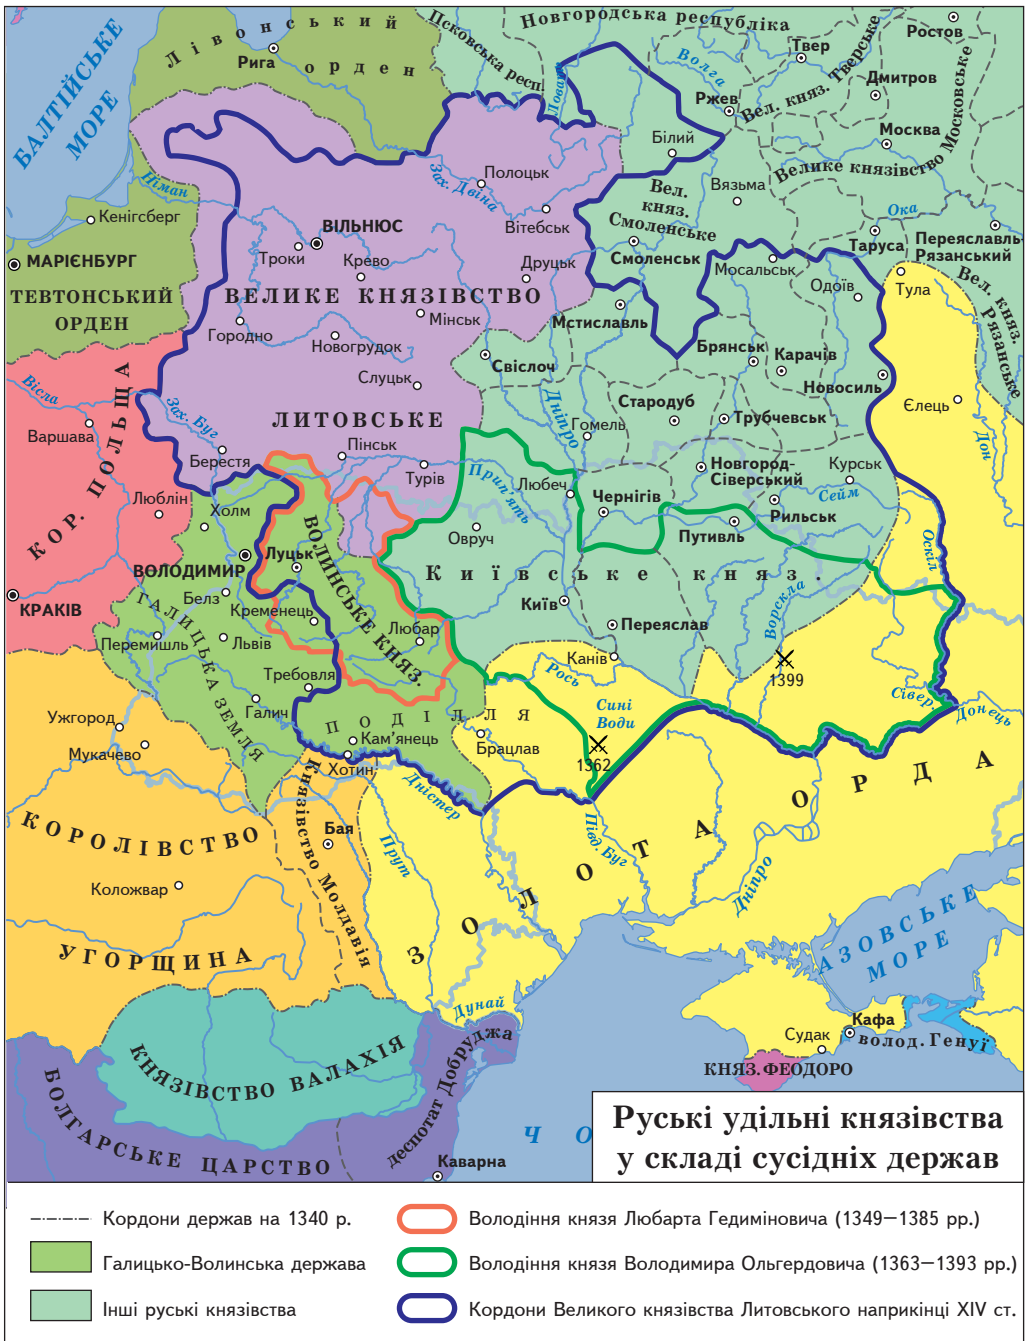 БАЛТІЙСЬКЕ
МОРЕ
Лівонський
орден
Рига
Псковська респ.
Новгородська республіка
Ловать
Волга
Твер
Вел. княз. Тверське
Ростов
Дмитров
Ржев
Москва
Велике князівство Московське
Білий
Вязьма
Вел.
княз.
Смоленське
Смоленськ
Ока
Таруса
Переяславль-
Рязанський
Вел. княз.
Рязанське
Німан
Кенігсберг
МАРІЄНБУРГ
ТЕВТОНСЬКИЙ
ОРДЕН
Зах. Двіна
Полоцьк
Вітебськ
ВІЛЬНЮС
Троки
Крево
Друцьк
ВЕЛИКЕ КНЯЗІВСТВО
ЛИТОВСЬКЕ
Городно
Мінськ
Новогрудок
Слуцьк
Мстиславль
Мосальськ
Одоїв
Тула
Свіслоч
Брянськ
Карачів
Новосиль
Єлець
Дон
Стародуб
Трубчевськ
Дніпро
Гомель
Вісла
Варшава
КОР. ПОЛЬЩА
Зах. Буг
Берестя
Пінськ
Турів
Прип'ять
Любеч
Чернігів
Новгород-
Сіверський
Курськ
Сейм
Рильськ
Путивль
Оскіл
Люблін
Холм
ВОЛОДИМИР
Луцьк
ВОЛИНСЬКЕ КНЯЗ.
Овруч
Київське княз.
Київ
Переяслав
Ворскла
КРАКІВ
Белз
Кременець
ГАЛИЦЬКА ЗЕМЛЯ
Перемишль
Львів
Любар
Требовля
Галич
ПОДІЛЛЯ
Кам'янець
Хотин
Канів
Рось
Сині
Води
1362
1399
Брацлав
Сівер.
Донець
Ужгород
Мукачево
КОРОЛІВСТВО
УГОРЩИНА
Коложвар
Князівство Молдавія
Бая
Прут
Дністер
Півд. Буг
ЗОЛОТА ОРДА
Дніпро
АЗОВСЬКЕ
МОРЕ
Дунай
Кафа
Судак
волод. Генуї
КНЯЗ. ФЕОДОРО
КНЯЗІВСТВО ВАЛАХІЯ
БОЛГАРСЬКЕ ЦАРСТВО
деспотат Добруджа
Каварна
Ч О
Руські удільні князівства
у складі сусідніх держав
Кордони держав на 1340 р.
Галицько-Волинська держава
Інші руські князівства
Володіння князя Любарта Гедиміновича (1349—1385 рр.)
Володіння князя Володимира Ольгердовича (1363—1393 рр.)
Кордони Великого князівства Литовського наприкінці XIV ст.